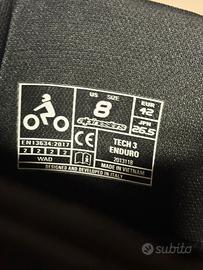 US 8 SIZE
EUR 42
JPN 26.5
alpinestars
EN13634:2017
2 2 2 2
WAD
CE
TECH 3
ENDURO
2013118
MADE IN VIETNAM
DESIGNED AND DEVELOPED IN ITALY
subito